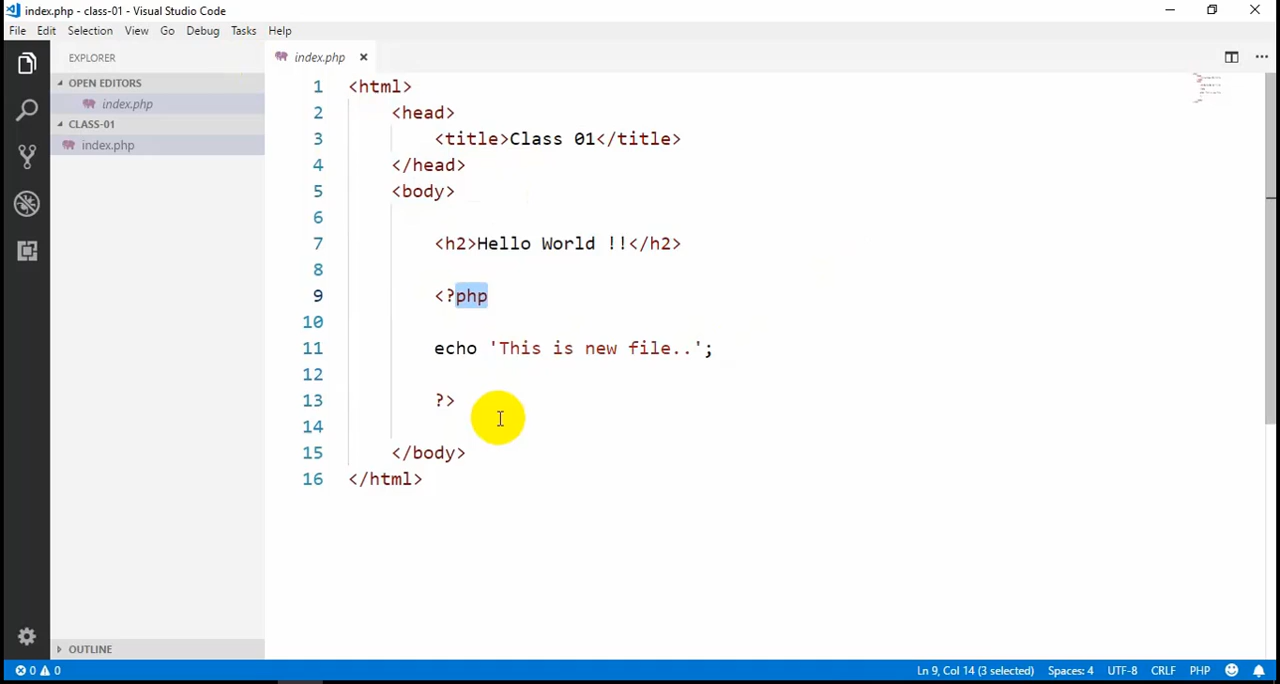 index.php - class-01 - Visual Studio Code
File Edit Selection View Go Debug Tasks Help
EXPLORER
OPEN EDITORS
index.php
CLASS-01
index.php
OUTLINE
index.php
1 <html>
2 <head>
3 <title>Class 01</title>
4 </head>
5 <body>
6
7 <h2>Hello World !!</h2>
8
9 <?php
10
11 echo 'This is new file..';
12
13 ?>
14
15 </body>
16 </html>
0 0 Ln 9, Col 14 (3 selected) Spaces: 4 UTF-8 CRLF PHP